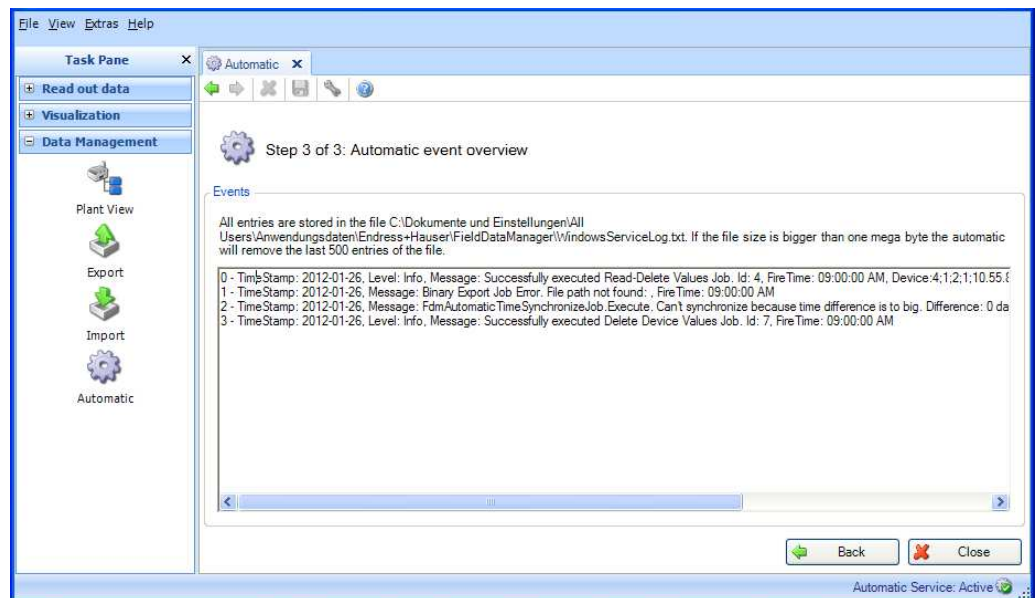 File View Extras Help
Task Pane
Automatic
Read out data
Visualization
Data Management
Plant View
Export
Import
Automatic
Step 3 of 3: Automatic event overview
Events
All entries are stored in the file C:\Dokumente und Einstellungen\All
Users\Anwendungsdaten\Endress+Hauser\FieldDataManager\WindowsServiceLog.txt. If the file size is bigger than one mega byte the automatic
will remove the last 500 entries of the file.
0 - TimeStamp: 2012-01-26, Level: Info, Message: Successfully executed Read-Delete Values Job. Id: 4, FireTime: 09:00:00 AM, Device:4;1;2;1;10.55.8
1 - TimeStamp: 2012-01-26, Message: Binary Export Job Error. File path not found: , FireTime: 09:00:00 AM
2 - TimeStamp: 2012-01-26, Message: FdmAutomaticTimeSynchronizeJob.Execute, Can't synchronize because time difference is to big. Difference: 0 da
3 - TimeStamp: 2012-01-26, Level: Info, Message: Successfully executed Delete Device Values Job. Id: 7, FireTime: 09:00:00 AM
Back
Close
Automatic Service: Active